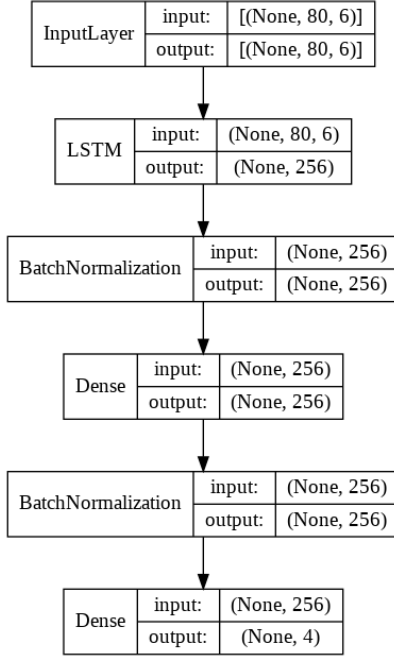 InputLayer
input: [(None, 80, 6)]
output: [(None, 80, 6)]
LSTM
input: (None, 80, 6)
output: (None, 256)
BatchNormalization
input: (None, 256)
output: (None, 256)
Dense
input: (None, 256)
output: (None, 256)
BatchNormalization
input: (None, 256)
output: (None, 256)
Dense
input: (None, 256)
output: (None, 4)